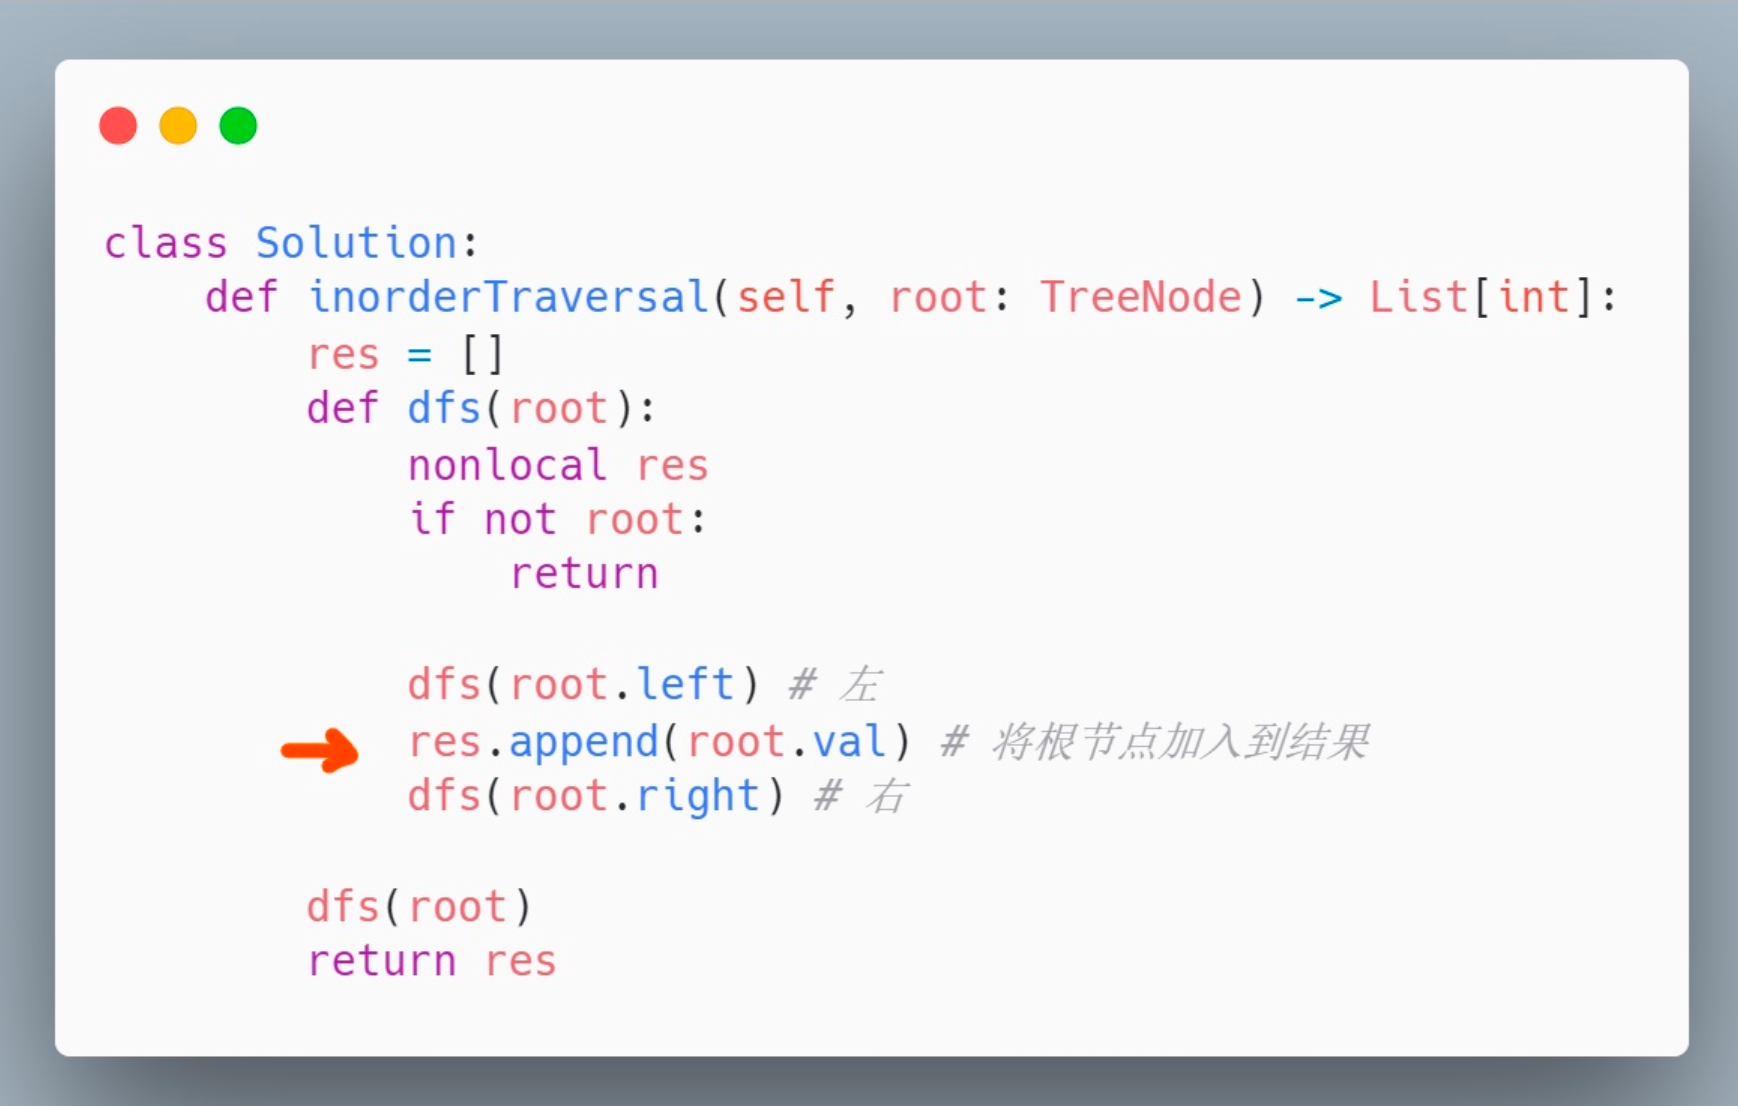 class Solution:
    def inorderTraversal(self, root: TreeNode) -> List[int]:
        res = []
        def dfs(root):
            nonlocal res
            if not root:
                return
            dfs(root.left) # 左
            res.append(root.val) # 将根节点加入到结果
            dfs(root.right) # 右
        dfs(root)
        return res